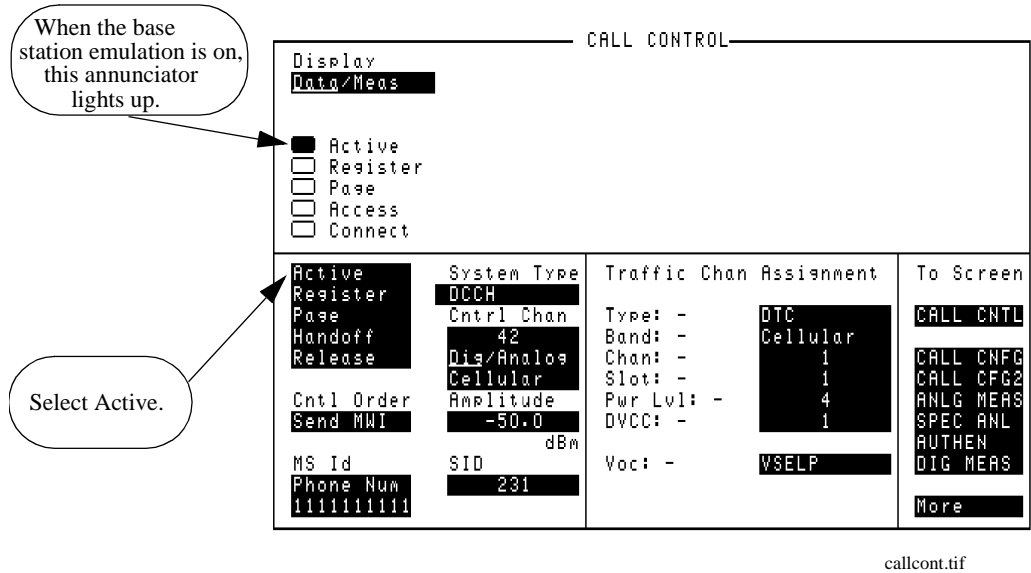 When the base
station emulation is on,
this annunciator
lights up.
CALL CONTROL
Display
Data/Meas
Active
Register
Page
Access
Connect
Select Active.
Active
Register
Page
Handoff
Release
Cntl Order
Send MWI
MS Id
Phone Num
1111111111
System Type
DCCH
Cntrl Chan
42
Dig/Analog
Cellular
Amplitude
-50.0
dBm
SID
231
Traffic Chan Assignment
Type: - DTC
Band: - Cellular
Chan: - 1
Slot: - 1
Pwr Lvl: - 4
DVCC: - 1
Voc: - VSELP
To Screen
CALL CNTL
CALL CNFG
CALL CFG2
ANLG MEAS
SPEC ANL
AUTHEN
DIG MEAS
More
callcont.tif